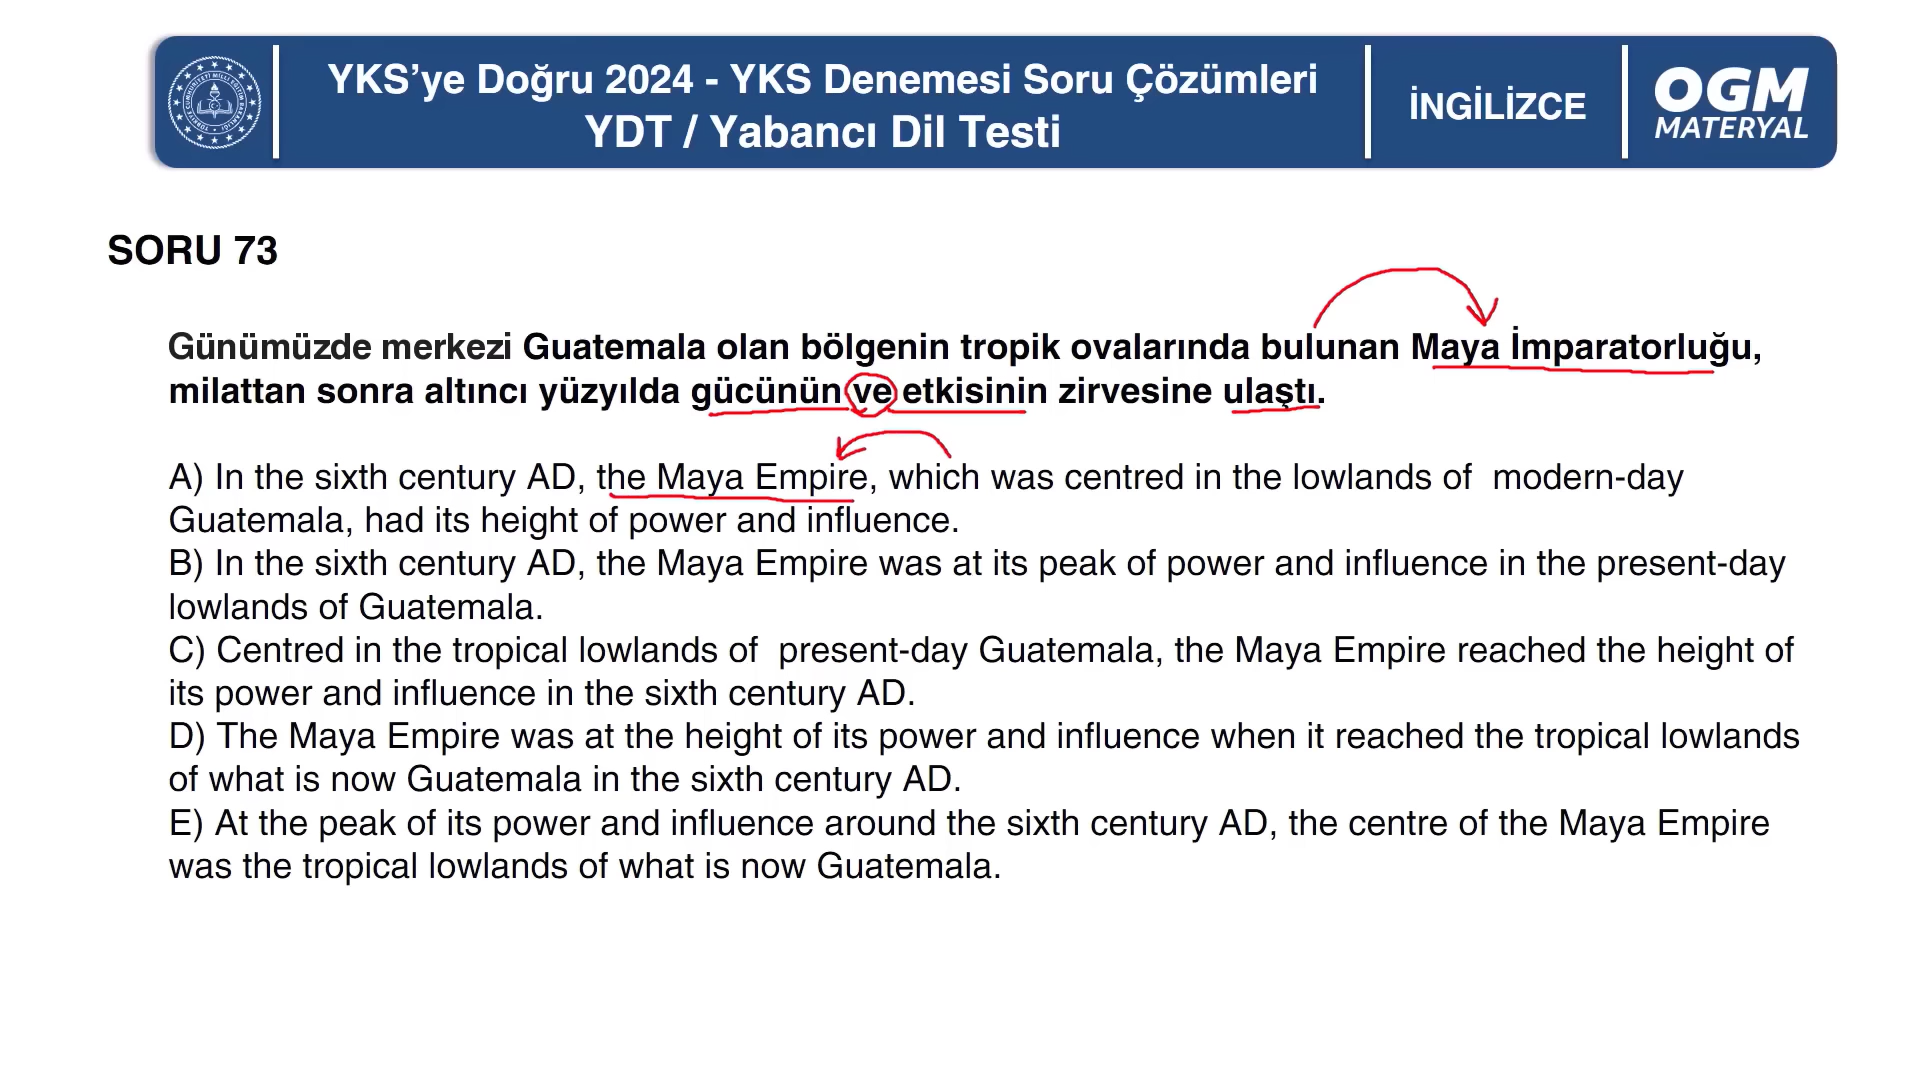 YKS'ye Doğru 2024 - YKS Denemesi Soru Çözümleri
YDT / Yabancı Dil Testi
İNGİLİZCE
OGM
MATERYAL
SORU 73
Günümüzde merkezi Guatemala olan bölgenin tropik ovalarında bulunan Maya İmparatorluğu,
milattan sonra altıncı yüzyılda gücünün ve etkisinin zirvesine ulaştı.
A) In the sixth century AD, the Maya Empire, which was centred in the lowlands of modern-day
Guatemala, had its height of power and influence.
B) In the sixth century AD, the Maya Empire was at its peak of power and influence in the present-day
lowlands of Guatemala.
C) Centred in the tropical lowlands of present-day Guatemala, the Maya Empire reached the height of
its power and influence in the sixth century AD.
D) The Maya Empire was at the height of its power and influence when it reached the tropical lowlands
of what is now Guatemala in the sixth century AD.
E) At the peak of its power and influence around the sixth century AD, the centre of the Maya Empire
was the tropical lowlands of what is now Guatemala.